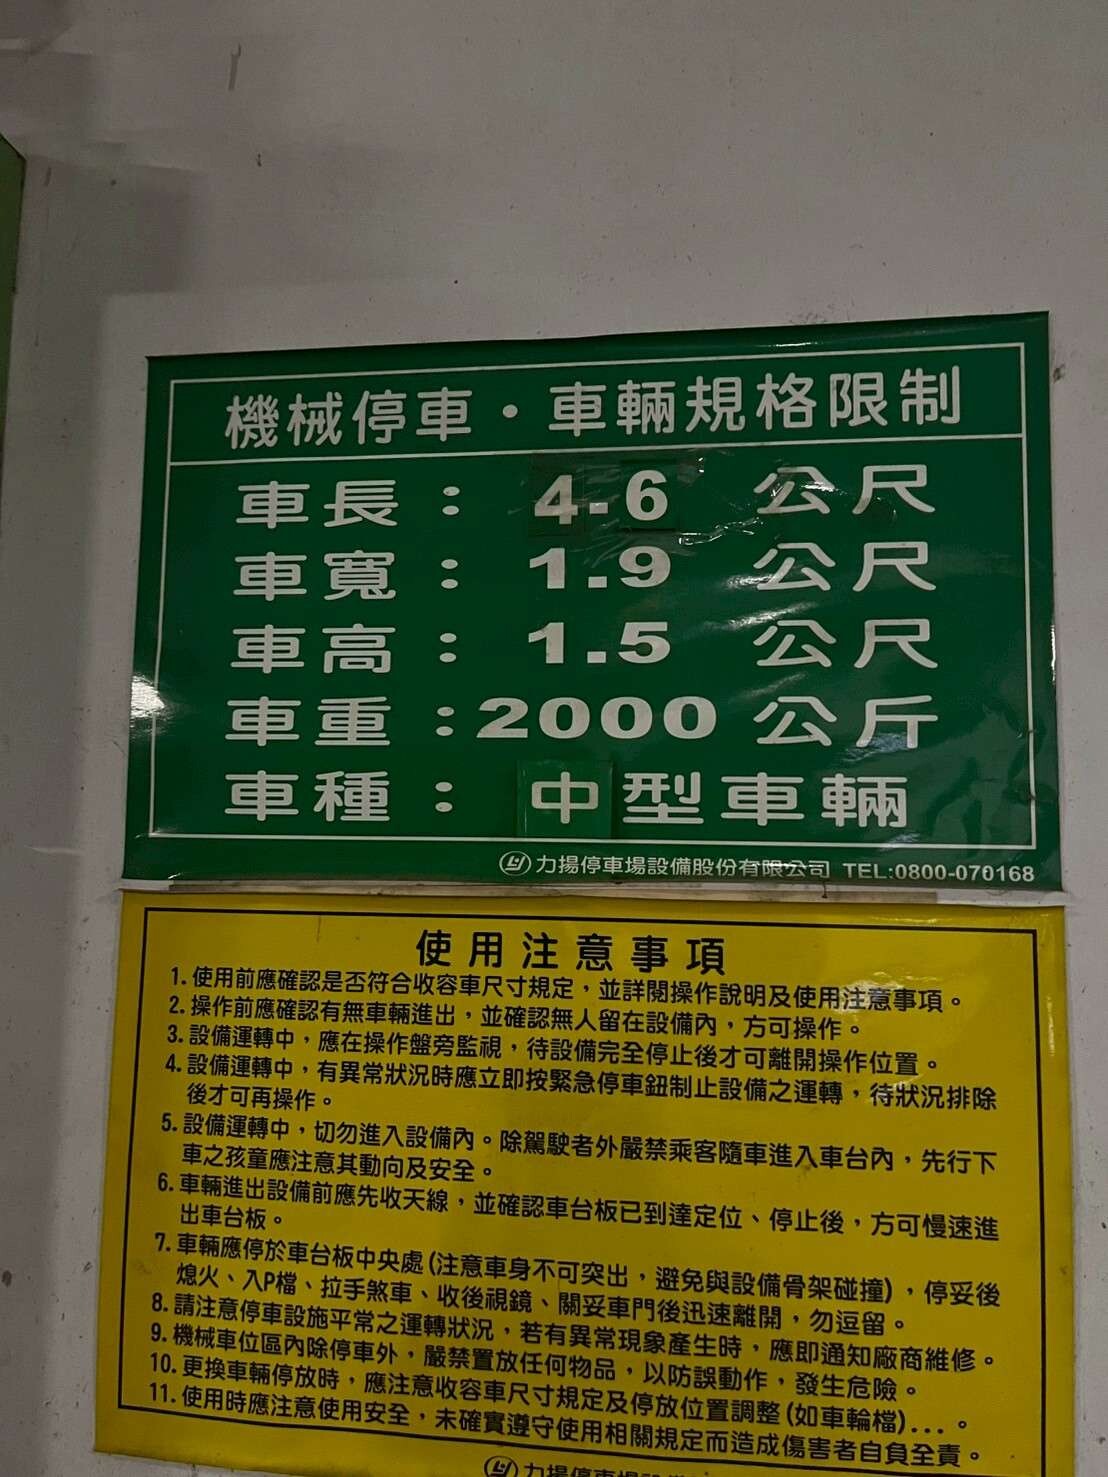 機械停車·車輛規格限制
車長：4.6 公尺
車寬：1.9 公尺
車高：1.5 公尺
車重：2000公斤
車種：中型車輛
力揚停車場設備股份有限公司 TEL:0800-070168
使用注意事項
1. 使用前應確認是否符合收容車尺寸規定，並詳閱操作說明及使用注意事項。
2. 操作前應確認有無車輛進出，並確認無人留在設備內，方可操作。
3. 設備運轉中，應在操作盤旁監視，待設備完全停止後才可離開操作位置。
4. 設備運轉中，有異常狀況時應立即按緊急停車鈕制止設備之運轉，待狀況排除
後才可再操作。
5. 設備運轉中，切勿進入設備內。除駕駛者外嚴禁乘客隨車進入車台內，先行下
車之孩童應注意其動向及安全。
6. 車輛進出設備前應先收天線，並確認車台板已到達定位、停止後，方可慢速進
出車台板。
7. 車輛應停於車台板中央處(注意車身不可突出，避免與設備骨架碰撞)，停妥後
熄火、入P檔、拉手煞車、收後視鏡、關妥車門後迅速離開，勿逗留。
8. 請注意停車設施平常之運轉狀況，若有異常現象產生時，應即通知廠商維修。
9. 機械車位區內除停車外，嚴禁置放任何物品，以防誤動作，發生危險。
10. 更換車輛停放時，應注意收容車尺寸規定及停放位置調整(如車輪檔)...。
11. 使用時應注意使用安全，未確實遵守使用相關規定而造成傷害者自負全責。
力揚停車場設